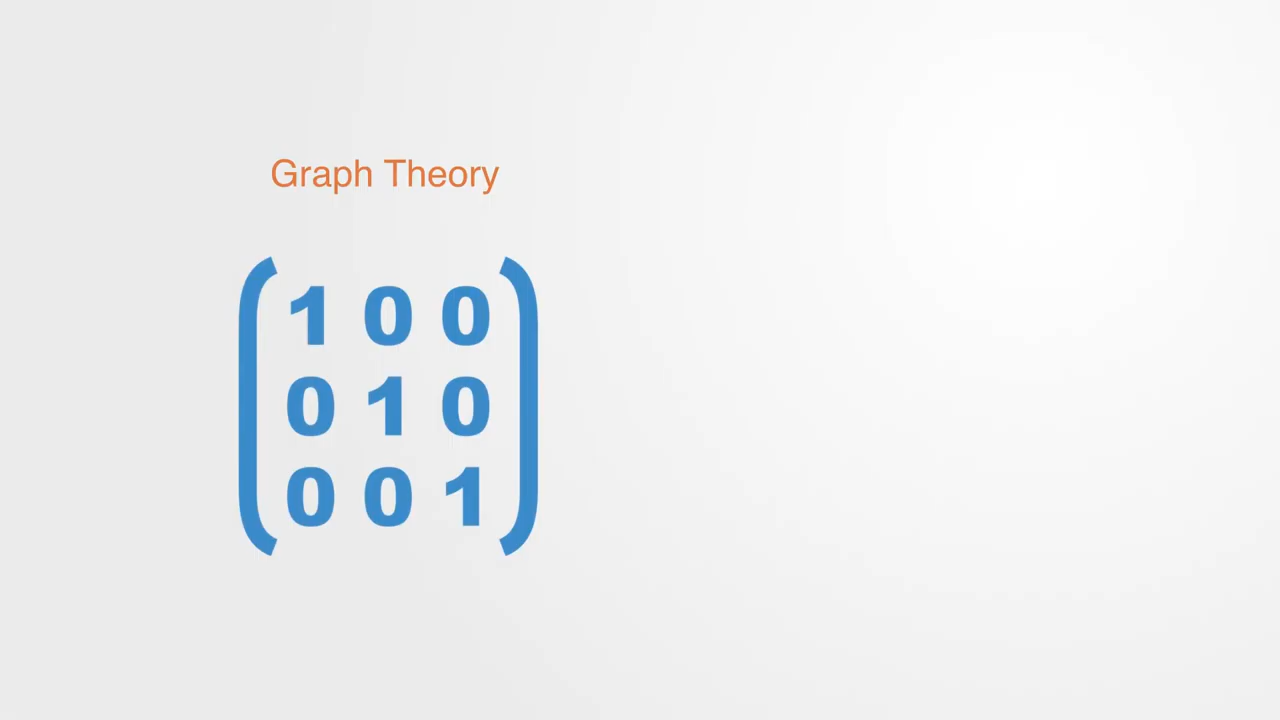 Graph Theory
1 0 0
0 1 0
0 0 1